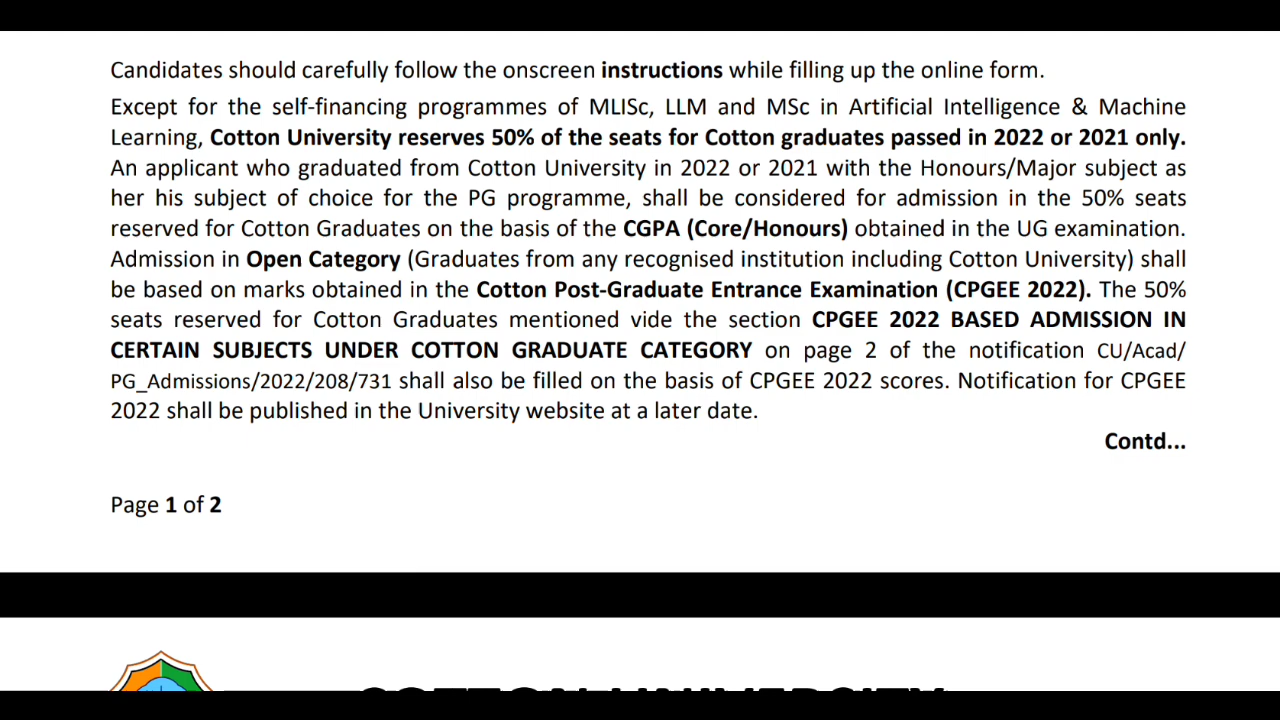 Candidates should carefully follow the onscreen instructions while filling up the online form.
Except for the self-financing programmes of MLISc, LLM and MSc in Artificial Intelligence & Machine
Learning, Cotton University reserves 50% of the seats for Cotton graduates passed in 2022 or 2021 only.
An applicant who graduated from Cotton University in 2022 or 2021 with the Honours/Major subject as
her his subject of choice for the PG programme, shall be considered for admission in the 50% seats
reserved for Cotton Graduates on the basis of the CGPA (Core/Honours) obtained in the UG examination.
Admission in Open Category (Graduates from any recognised institution including Cotton University) shall
be based on marks obtained in the Cotton Post-Graduate Entrance Examination (CPGEE 2022). The 50%
seats reserved for Cotton Graduates mentioned vide the section CPGEE 2022 BASED ADMISSION IN
CERTAIN SUBJECTS UNDER COTTON GRADUATE CATEGORY on page 2 of the notification CU/Acad/
PG_Admissions/2022/208/731 shall also be filled on the basis of CPGEE 2022 scores. Notification for CPGEE
2022 shall be published in the University website at a later date.
Contd...
Page 1 of 2
COTTON UNIVERSITY